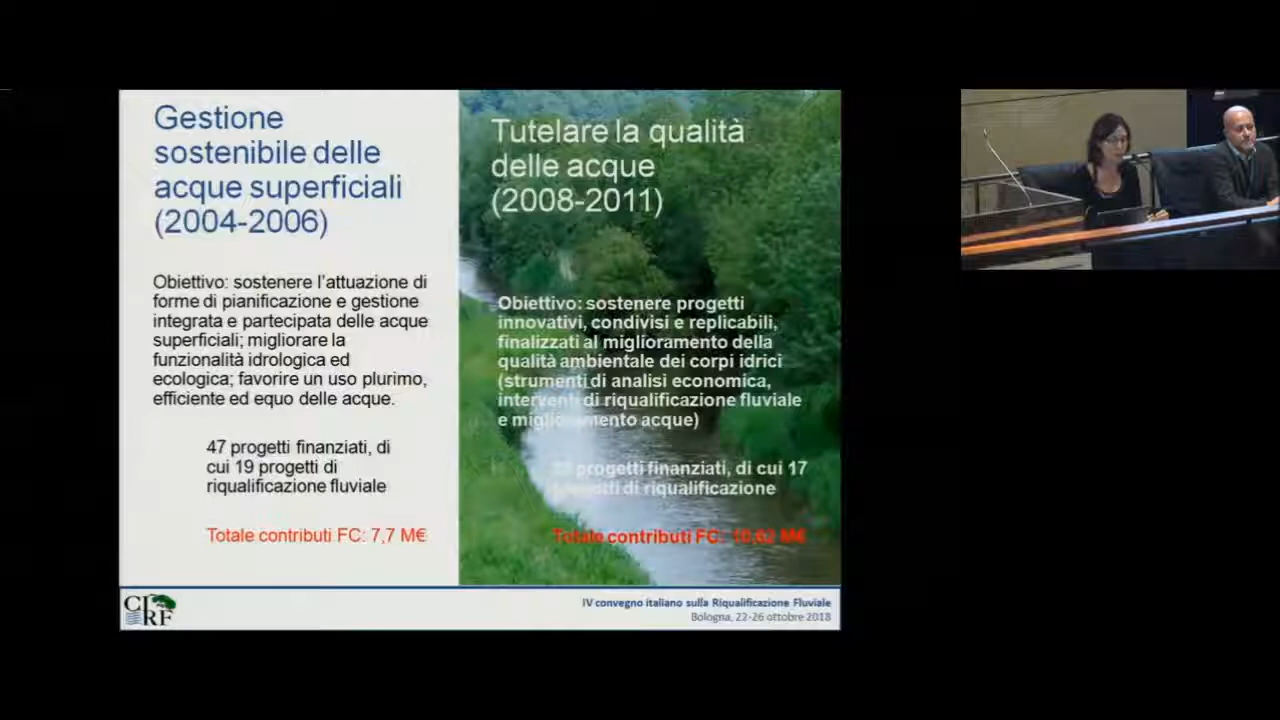 Gestione
sostenibile delle
acque superficiali
(2004-2006)
Obiettivo: sostenere l'attuazione di
forme di pianificazione e gestione
integrata e partecipata delle acque
superficiali; migliorare la
funzionalità idrologica ed
ecologica; favorire un uso plurimo,
efficiente ed equo delle acque.
47 progetti finanziati, di
cui 19 progetti di
riqualificazione fluviale
Totale contributi FC: 7,7 M€
Tutelare la qualità
delle acque
(2008-2011)
Obiettivo: sostenere progetti
innovativi, condivisi e replicabili,
finalizzati al miglioramento della
qualità ambientale dei corpi idrici
(strumenti di analisi economica,
interventi di riqualificazione fluviale
e miglioramento acque)
progetti finanziati, di cui 17
progetti di riqualificazione
Totale contributi FC: 10,62 M€
CIRF
IV convegno italiano sulla Riqualificazione Fluviale
Bologna, 22-26 ottobre 2018